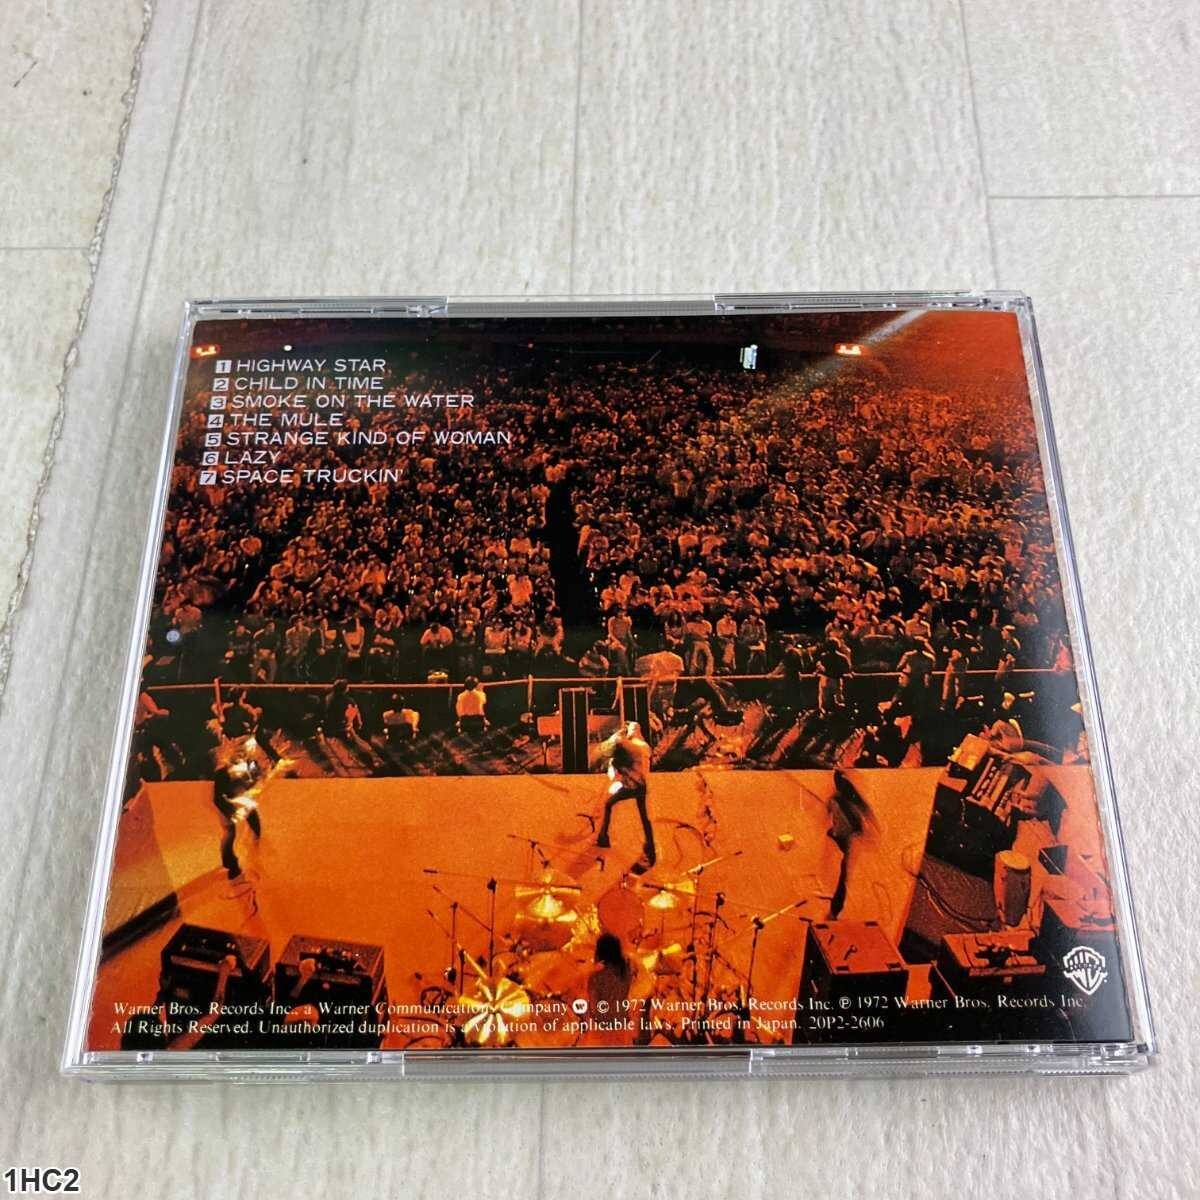 1 HIGHWAY STAR
2 CHILD IN TIME
3 SMOKE ON THE WATER
4 THE MULE
5 STRANGE KIND OF WOMAN
6 LAZY
7 SPACE TRUCKIN'
Warner Bros. Records Inc., a Warner Communications Company W © 1972 Warner Bros. Records Inc. ℗ 1972 Warner Bros. Records Inc.
All Rights Reserved. Unauthorized duplication is a violation of applicable laws. Printed in Japan. 20P2-2606
1HC2